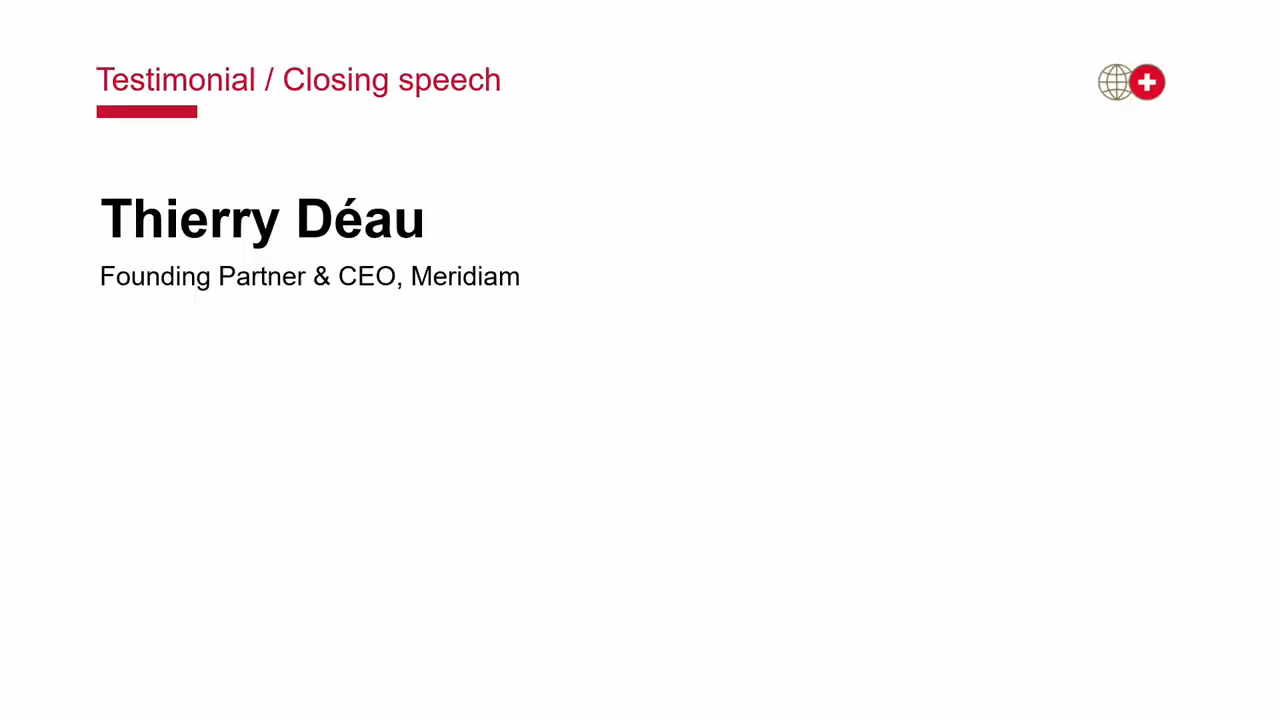 Testimonial / Closing speech
Thierry Déau
Founding Partner & CEO, Meridiam